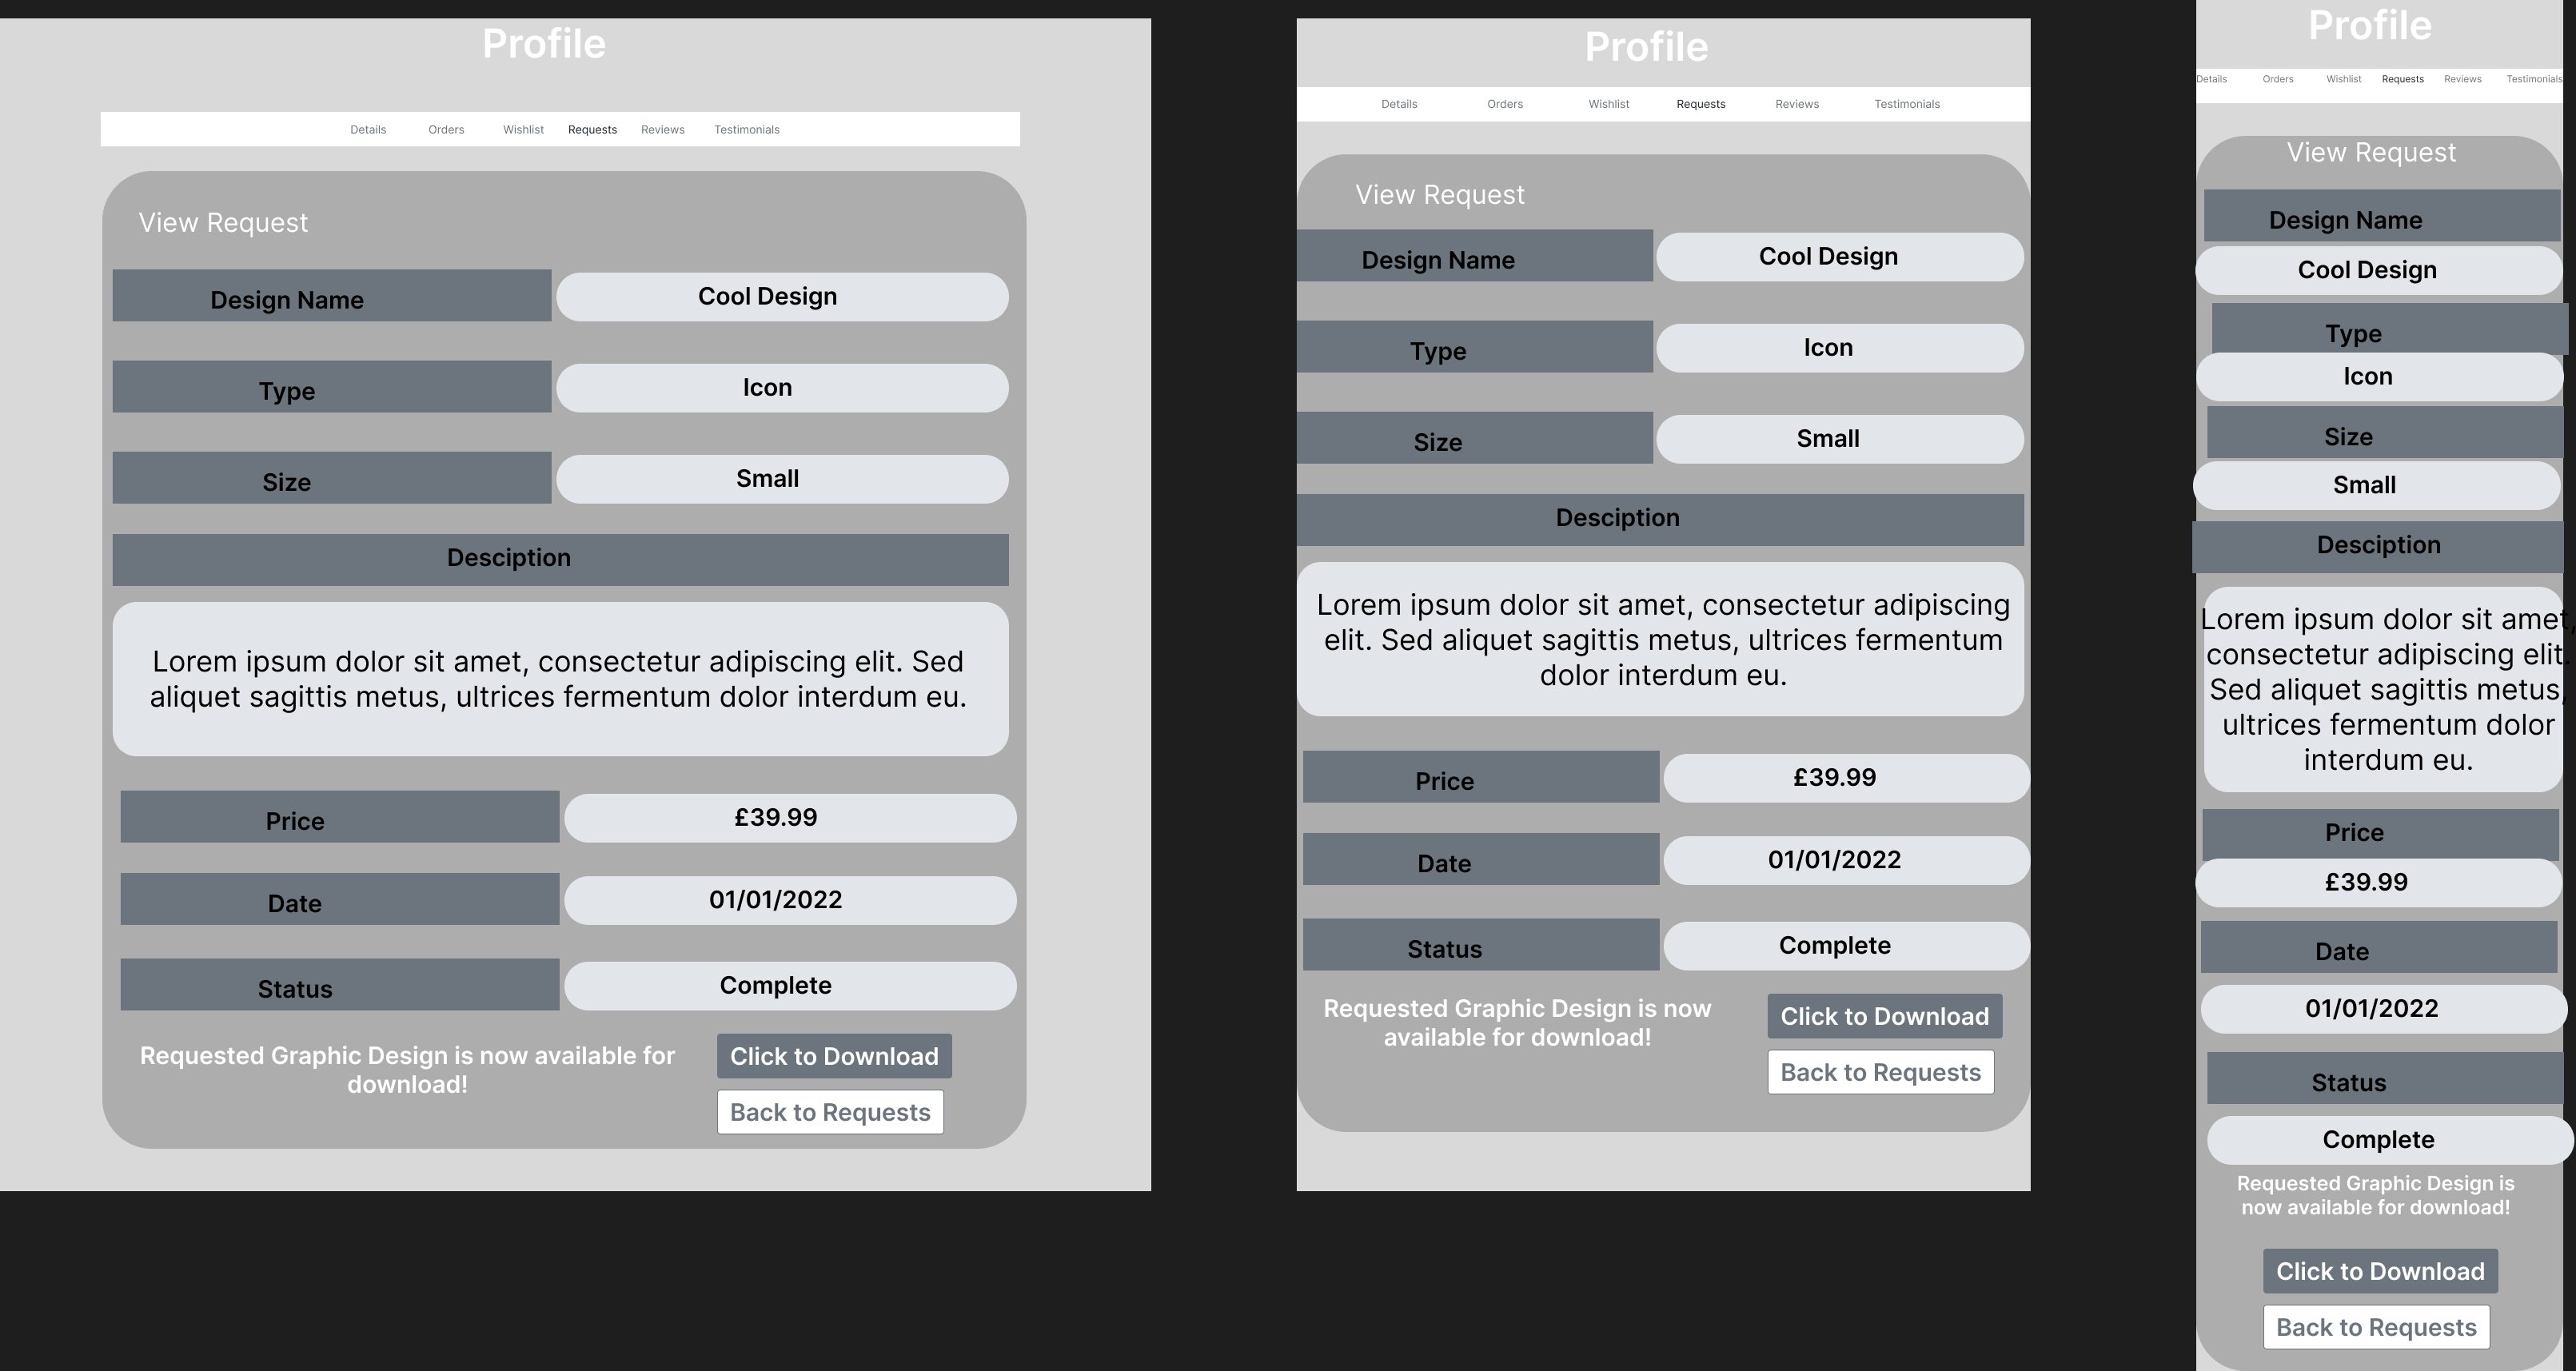 Profile
Details Orders Wishlist Requests Reviews Testimonials
View Request
Design Name Cool Design
Type Icon
Size Small
Desciption
Lorem ipsum dolor sit amet, consectetur adipiscing elit. Sed
aliquet sagittis metus, ultrices fermentum dolor interdum eu.
Price £39.99
Date 01/01/2022
Status Complete
Requested Graphic Design is now available for
download!
Click to Download
Back to Requests
Profile
Details Orders Wishlist Requests Reviews Testimonials
View Request
Design Name Cool Design
Type Icon
Size Small
Desciption
Lorem ipsum dolor sit amet, consectetur adipiscing
elit. Sed aliquet sagittis metus, ultrices fermentum
dolor interdum eu.
Price £39.99
Date 01/01/2022
Status Complete
Requested Graphic Design is now
available for download!
Click to Download
Back to Requests
Profile
Details Orders Wishlist Requests Reviews Testimonials
View Request
Design Name
Cool Design
Type
Icon
Size
Small
Desciption
Lorem ipsum dolor sit amet,
consectetur adipiscing elit.
Sed aliquet sagittis metus,
ultrices fermentum dolor
interdum eu.
Price
£39.99
Date
01/01/2022
Status
Complete
Requested Graphic Design is
now available for download!
Click to Download
Back to Requests